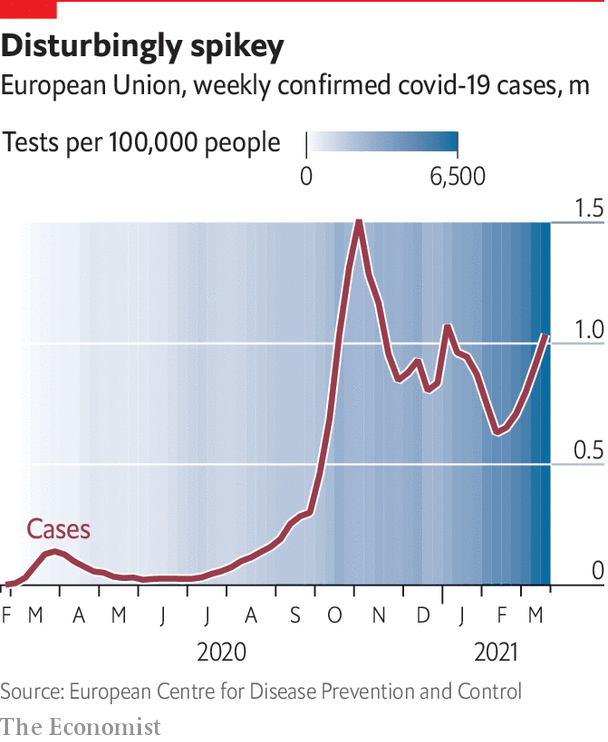 Disturbingly spikey
European Union, weekly confirmed covid-19 cases, m
Tests per 100,000 people
0 6,500
1.5
1.0
0.5
Cases
0
F M A M J J A S O N D J F M
2020 2021
Source: European Centre for Disease Prevention and Control
The Economist